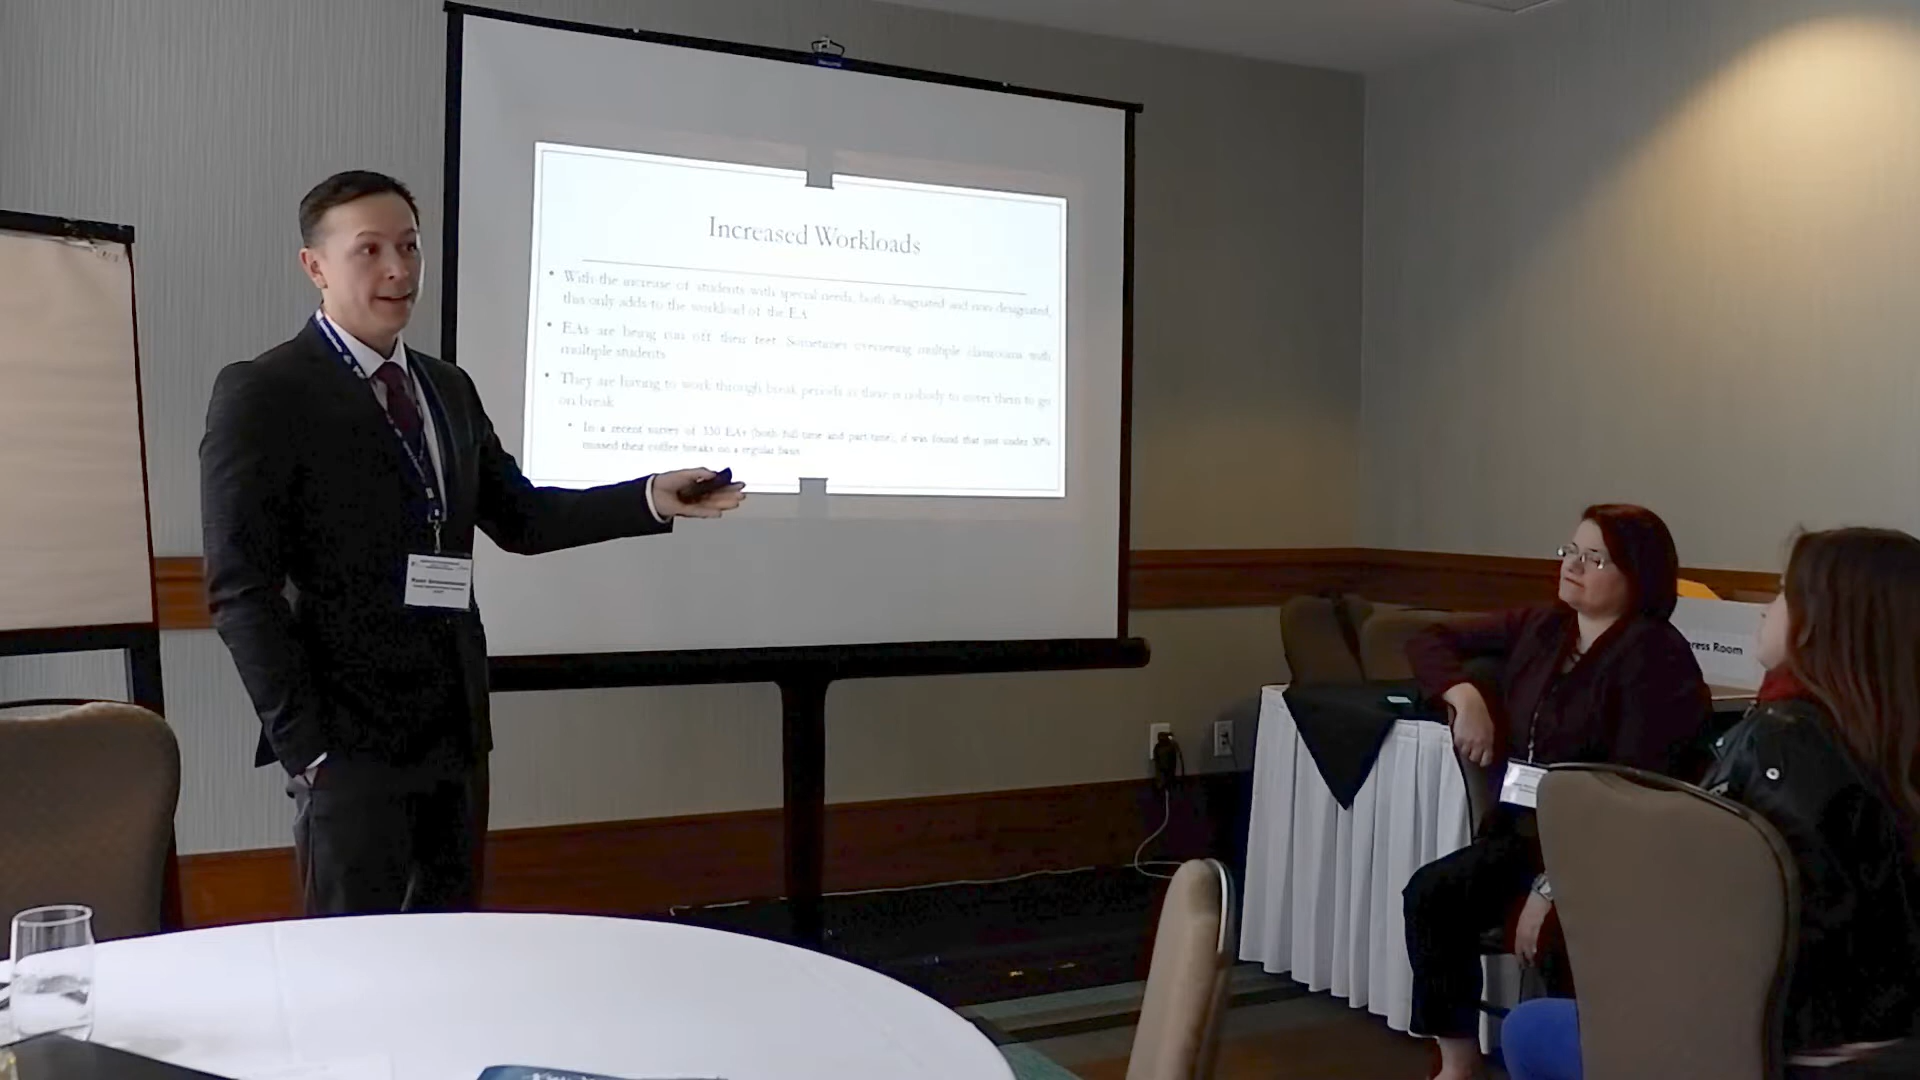 Increased Workloads
• With the increase of students with special needs, both designated and non-designated,
this only adds to the workload of the EA
• EAs are being run off their feet. Sometimes overseeing multiple classrooms with
multiple students
• They are having to work through break periods as there is nobody to cover them to go
on break
• In a recent survey of 330 EAs (both full-time and part-time), it was found that just under 50%
missed their coffee breaks on a regular basis
Ryan
ress Room